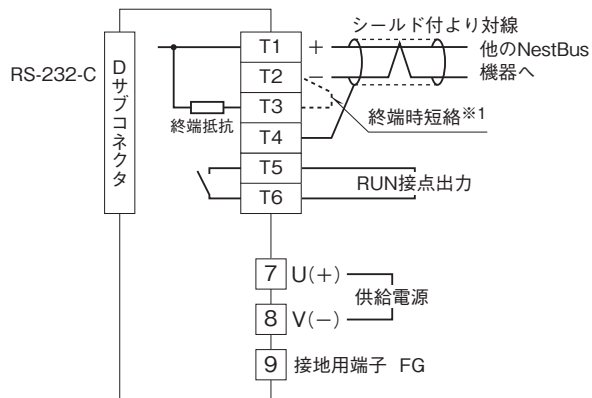 シールド付より対線
T1
+
他のNestBus
機器へ
RS-232-C
Dサブコネクタ
T2
−
T3
終端抵抗
終端時短絡※1
T4
T5
RUN接点出力
T6
7 U(+)
供給電源
8 V(−)
9 接地用端子 FG